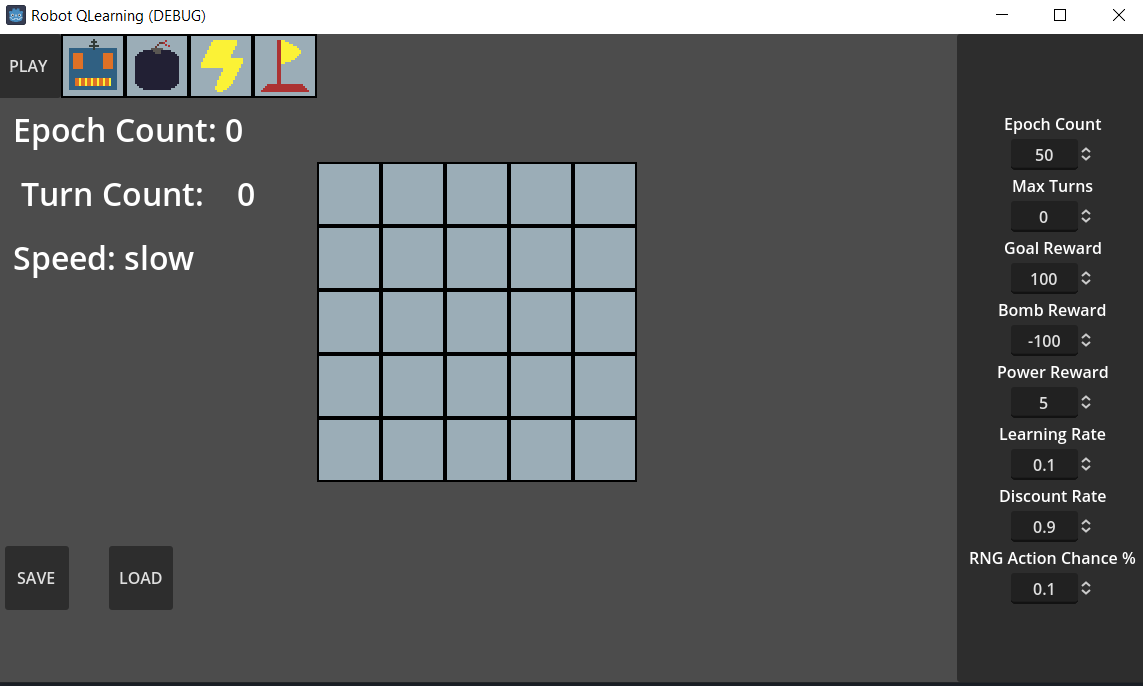 Robot QLearning (DEBUG)
PLAY
Epoch Count: 0
Turn Count: 0
Speed: slow
SAVE
LOAD
Epoch Count
50
Max Turns
0
Goal Reward
100
Bomb Reward
-100
Power Reward
5
Learning Rate
0.1
Discount Rate
0.9
RNG Action Chance %
0.1